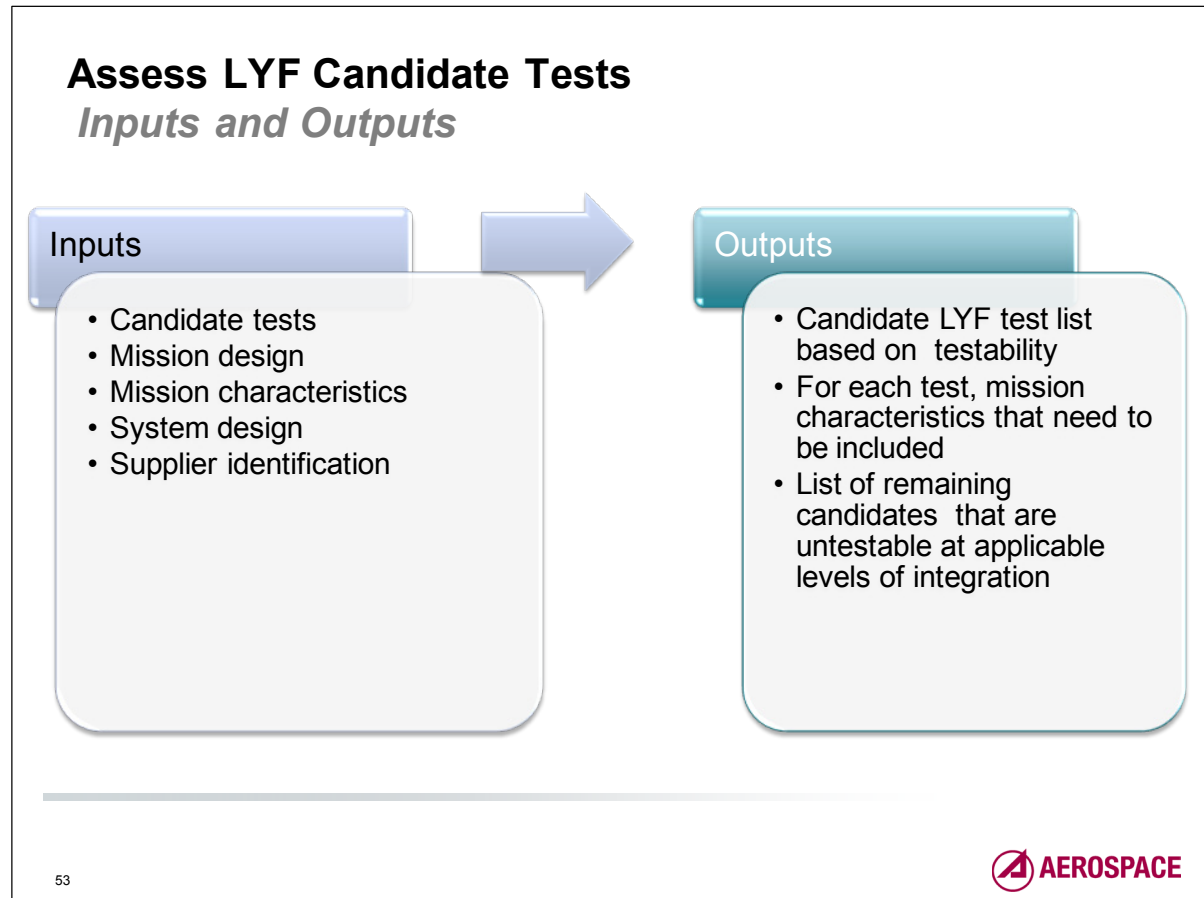 Assess LYF Candidate Tests
Inputs and Outputs
Inputs
• Candidate tests
• Mission design
• Mission characteristics
• System design
• Supplier identification
Outputs
• Candidate LYF test list
based on testability
• For each test, mission
characteristics that need to
be included
• List of remaining
candidates that are
untestable at applicable
levels of integration
53
AEROSPACE